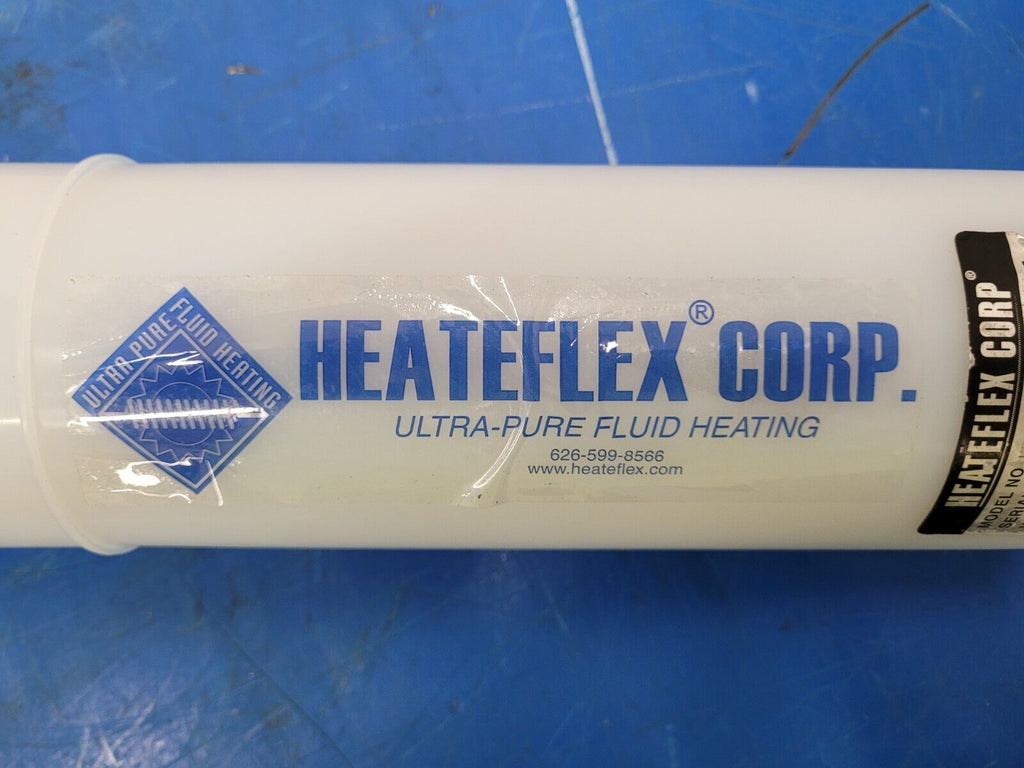 ULTRA PURE FLUID HEATING
HEATEFLEX® CORP.
ULTRA-PURE FLUID HEATING
626-599-8566
www.heateflex.com
HEATEFLEX CORP®
MODEL NO